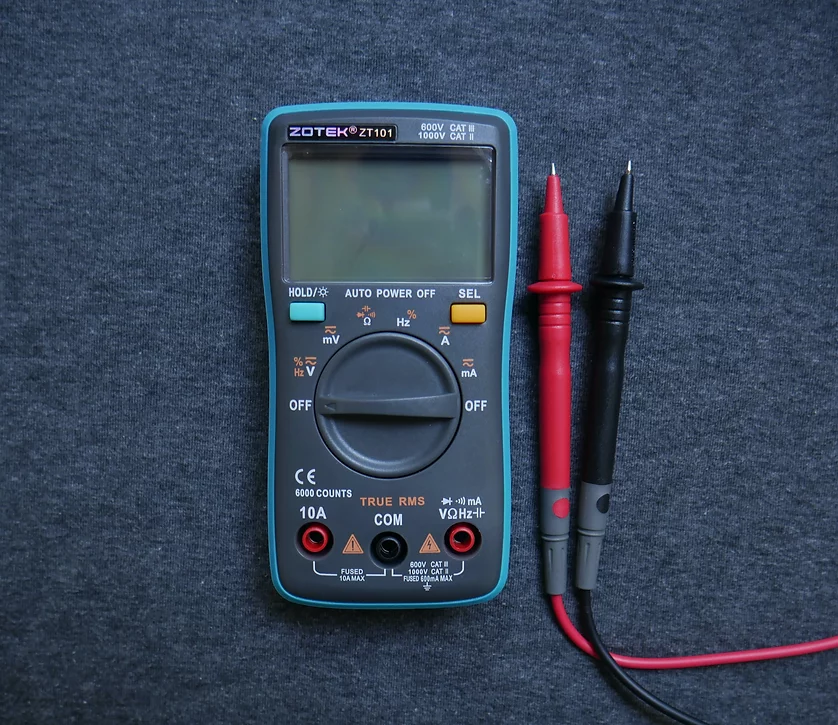 ZOTEK® ZT101
600V CAT III
1000V CAT II
HOLD/☼ AUTO POWER OFF SEL
mV
Ω
Hz%
A
% Hz V
mA
OFF OFF
CE
6000 COUNTS
TRUE RMS
mA
10A
COM
VΩHz
FUSED
10A MAX
600V CAT III
1000V CAT II
FUSED 600mA MAX